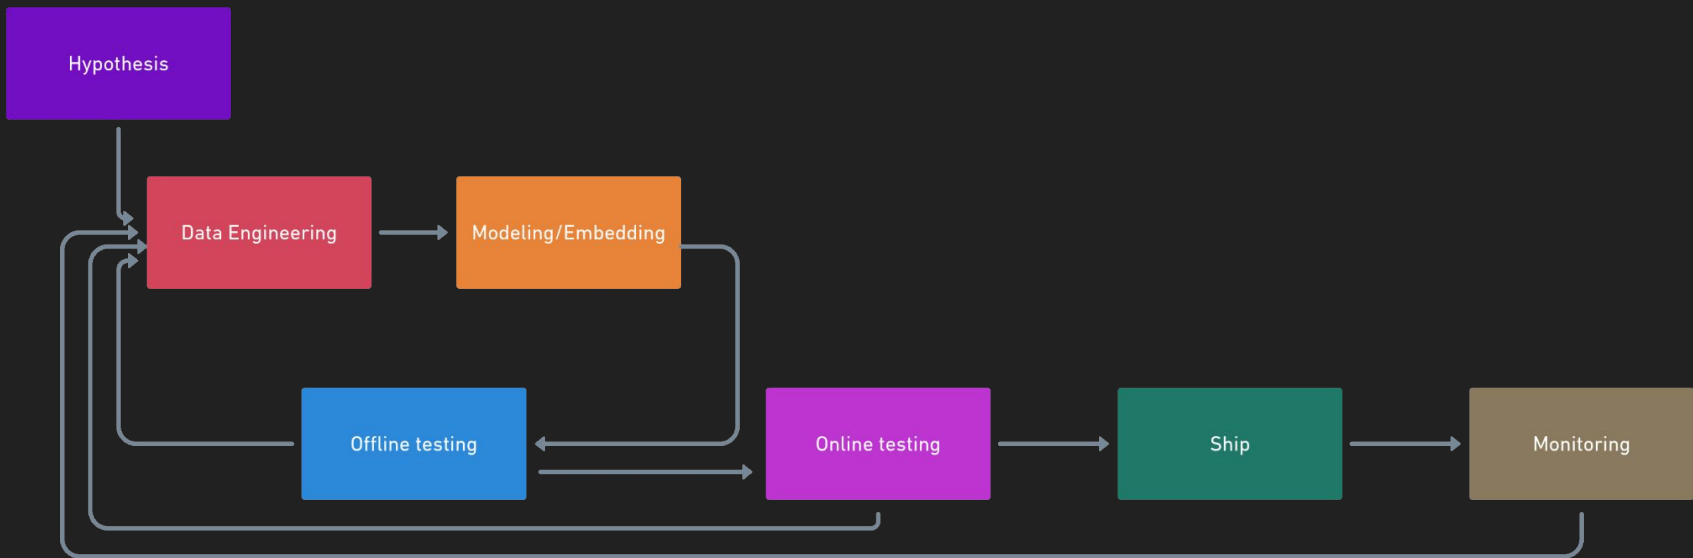 Hypothesis
Data Engineering
Modeling/Embedding
Offline testing
Online testing
Ship
Monitoring